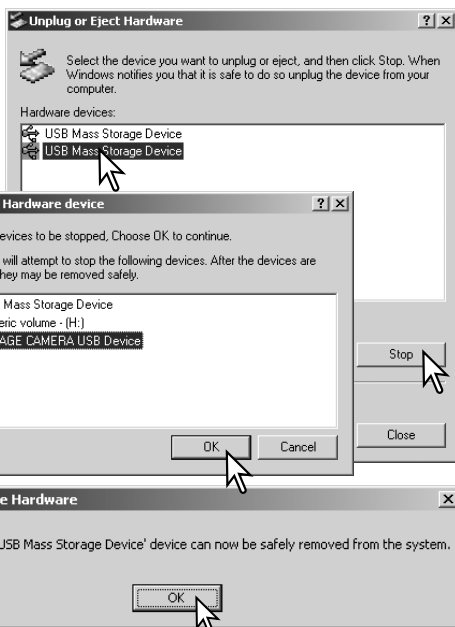 Unplug or Eject Hardware
Select the device you want to unplug or eject, and then click Stop. When
Windows notifies you that it is safe to do so unplug the device from your
computer.
Hardware devices:
USB Mass Storage Device
USB Mass Storage Device
Hardware device
evices to be stopped, Choose OK to continue.
will attempt to stop the following devices. After the devices are
hey may be removed safely.
Mass Storage Device
eric volume - (H:)
AGE CAMERA USB Device
Stop
OK
Cancel
Close
e Hardware
USB Mass Storage Device' device can now be safely removed from the system.
OK